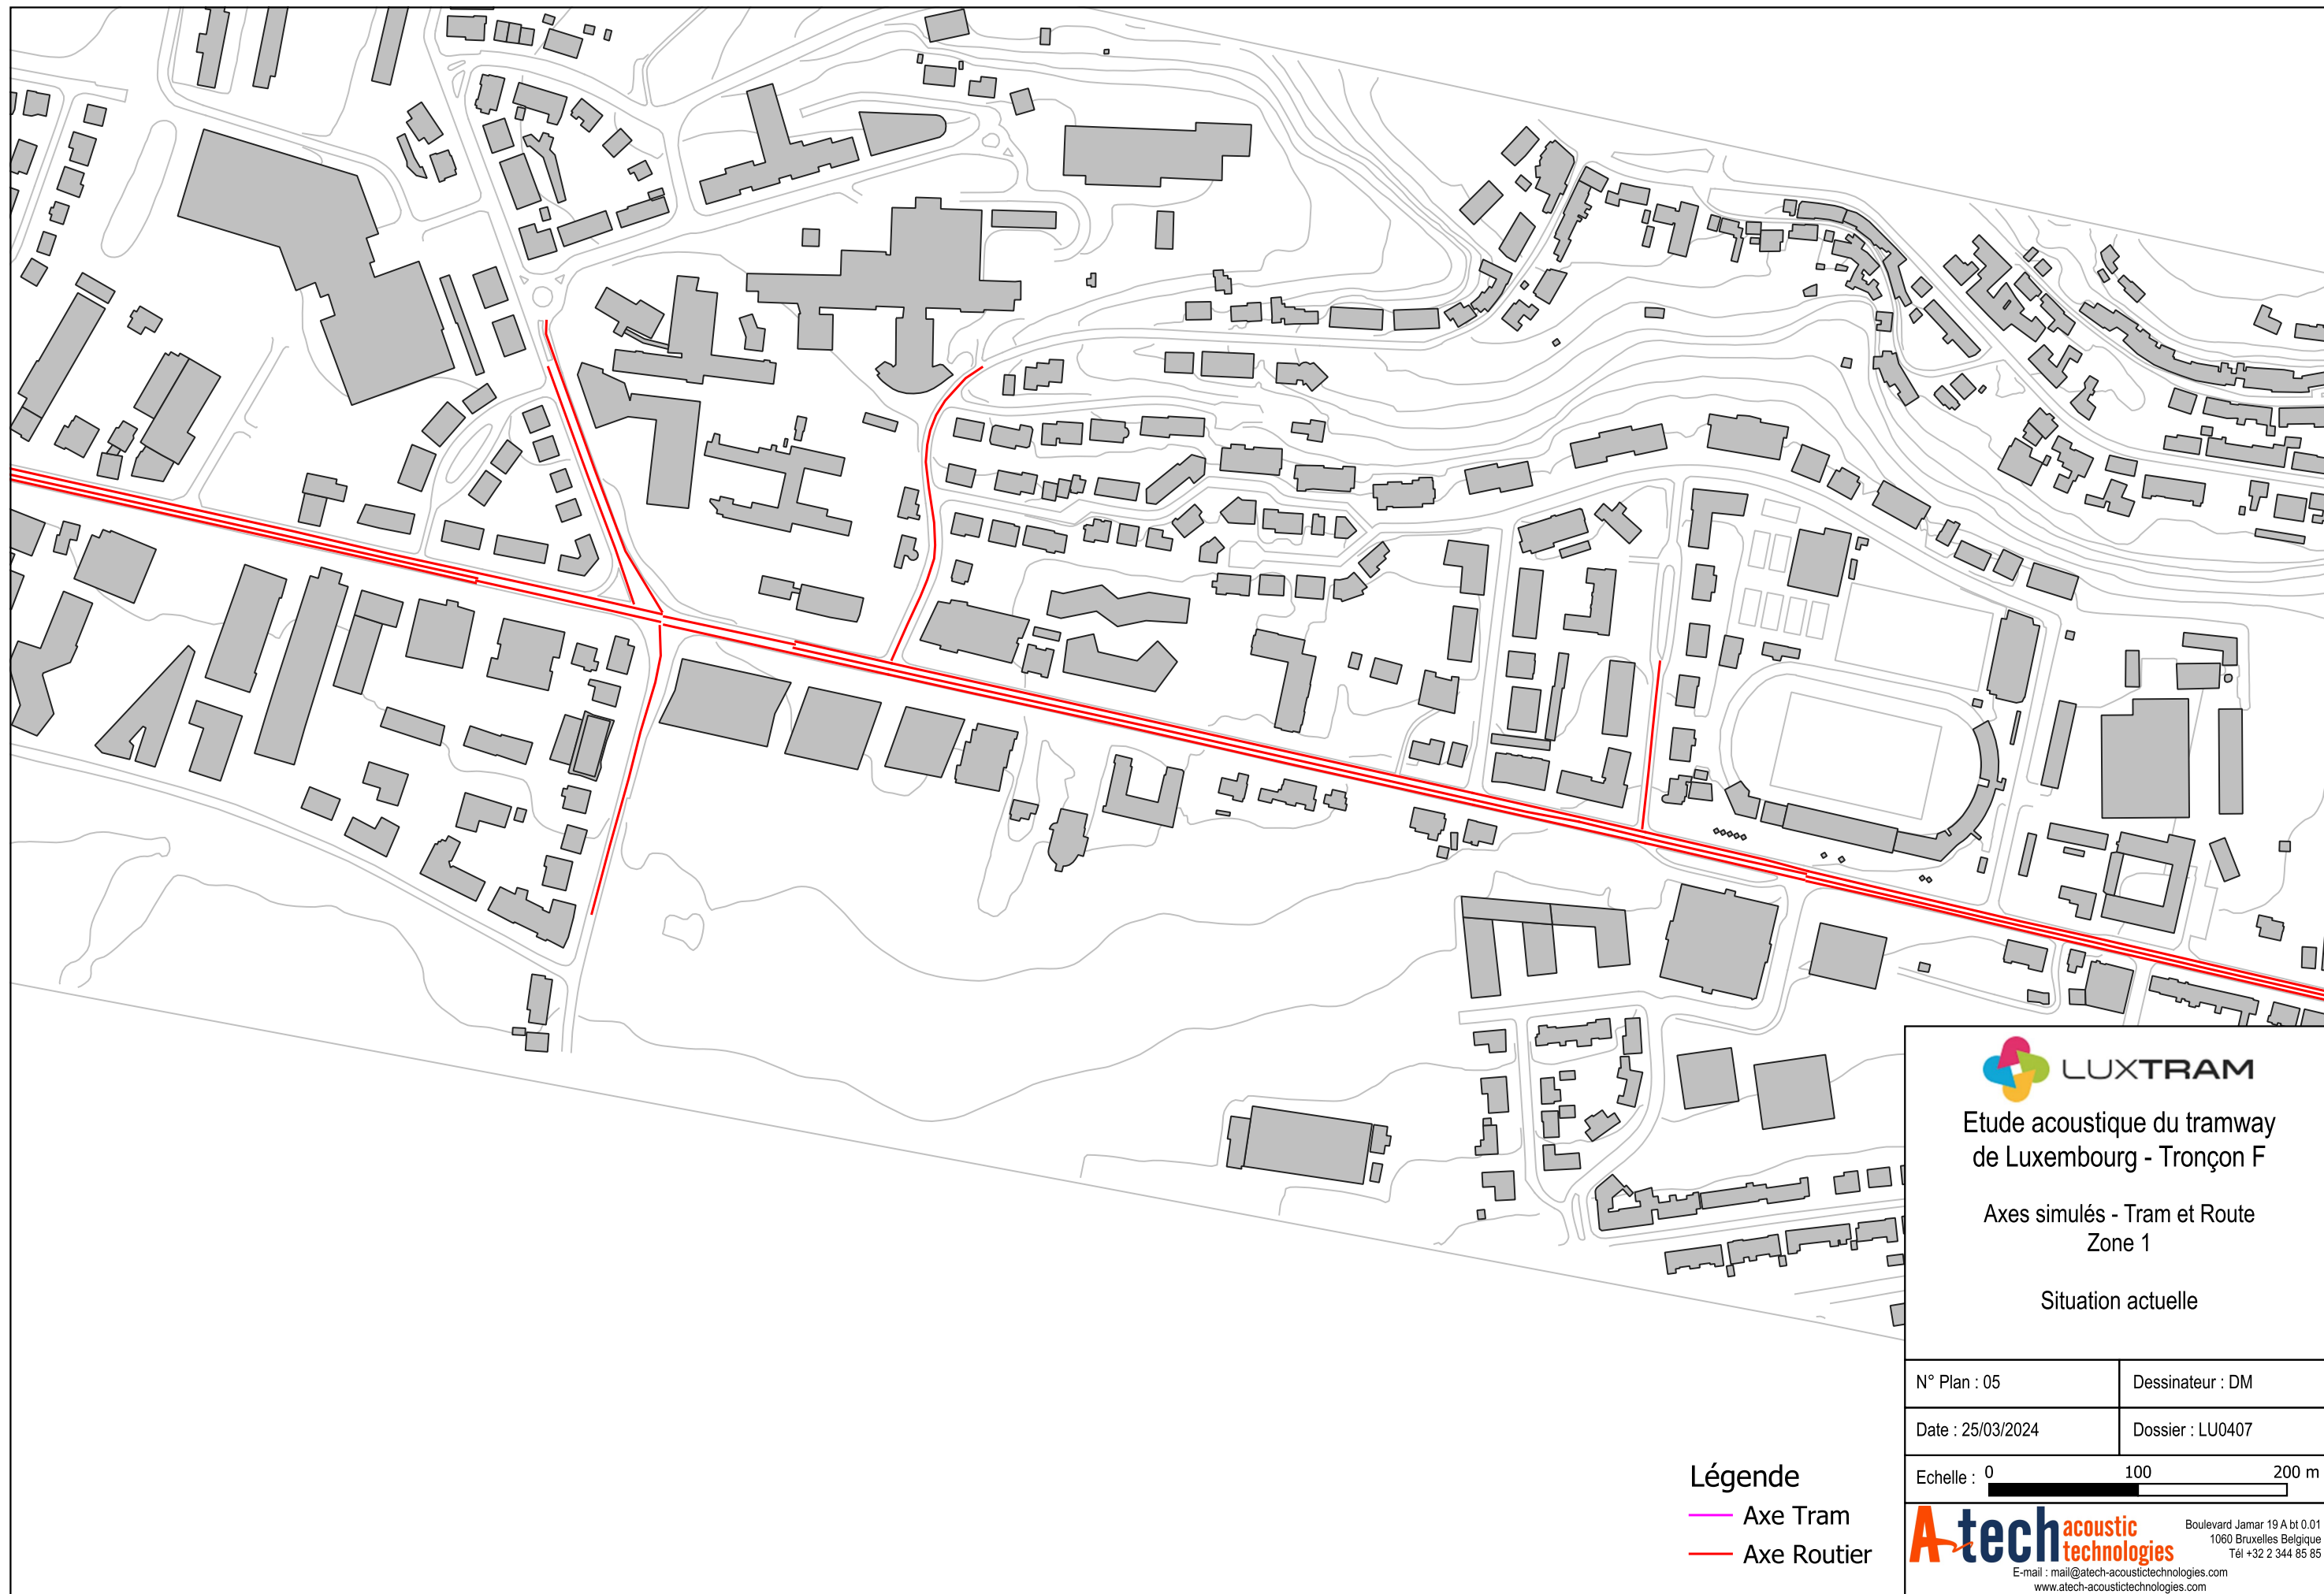 LUXTRAM
Etude acoustique du tramway
de Luxembourg - Tronçon F
Axes simulés - Tram et Route
Zone 1
Situation actuelle
N° Plan : 05
Dessinateur : DM
Date : 25/03/2024
Dossier : LU0407
Echelle : 0 100 200 m
Légende
Axe Tram
Axe Routier
A-tech acoustic technologies
Boulevard Jamar 19 A bt 0.01
1060 Bruxelles Belgique
Tél +32 2 344 85 85
E-mail : mail@atech-acoustictechnologies.com
www.atech-acoustictechnologies.com